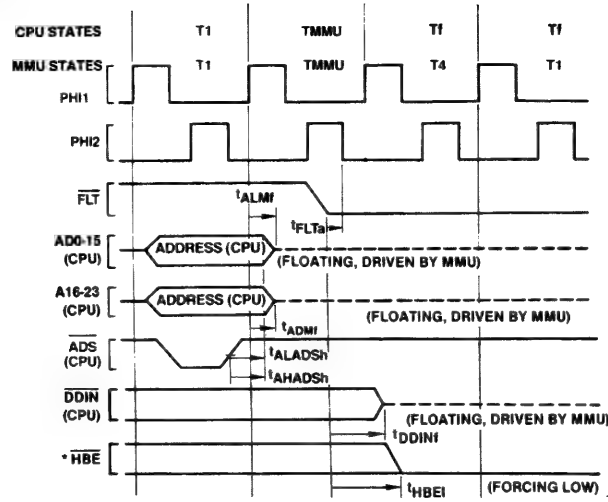 CPU STATES T1 TMMU Tf Tf
MMU STATES T1 TMMU T4 T1
PHI1
PHI2
FLT
tALMf
tFLTa
AD0-15
(CPU)
ADDRESS (CPU)
(FLOATING, DRIVEN BY MMU)
A16-23
(CPU)
ADDRESS (CPU)
(FLOATING, DRIVEN BY MMU)
tADMf
ADS
(CPU)
tALADSh
tAHADSh
DDIN
(CPU)
(FLOATING, DRIVEN BY MMU)
tDDINf
* HBE
tHBEI
(FORCING LOW)